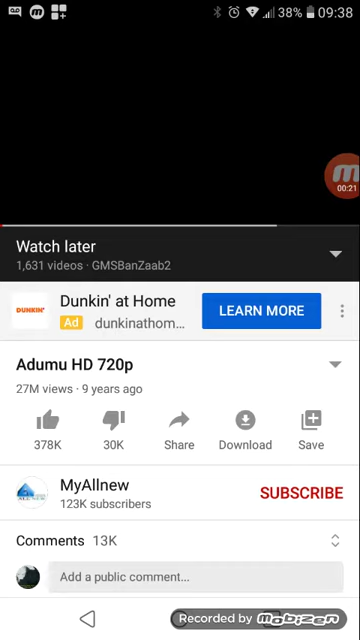 38% 09:38
00:21
Watch later
1,631 videos · GMSBanZaab2
DUNKIN'
Dunkin' at Home
LEARN MORE
Ad dunkinathom...
Adumu HD 720p
27M views · 9 years ago
378K 30K Share Download Save
ALL NEW
MyAllnew
SUBSCRIBE
123K subscribers
Comments 13K
Add a public comment...
Recorded by mobizen